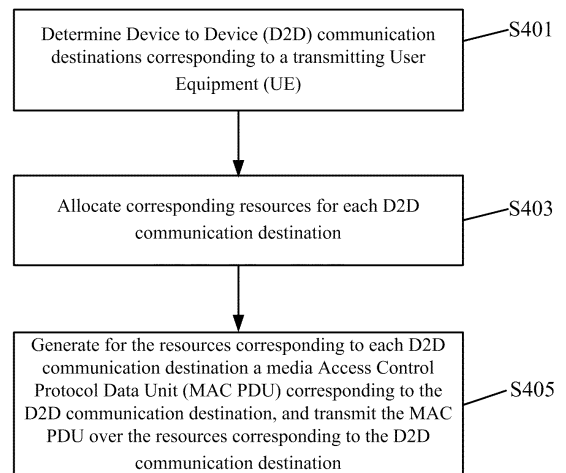 Determine Device to Device (D2D) communication
destinations corresponding to a transmitting User
Equipment (UE)
S401
Allocate corresponding resources for each D2D
communication destination
S403
Generate for the resources corresponding to each D2D
communication destination a media Access Control
Protocol Data Unit (MAC PDU) corresponding to the
D2D communication destination, and transmit the MAC
PDU over the resources corresponding to the D2D
communication destination
S405